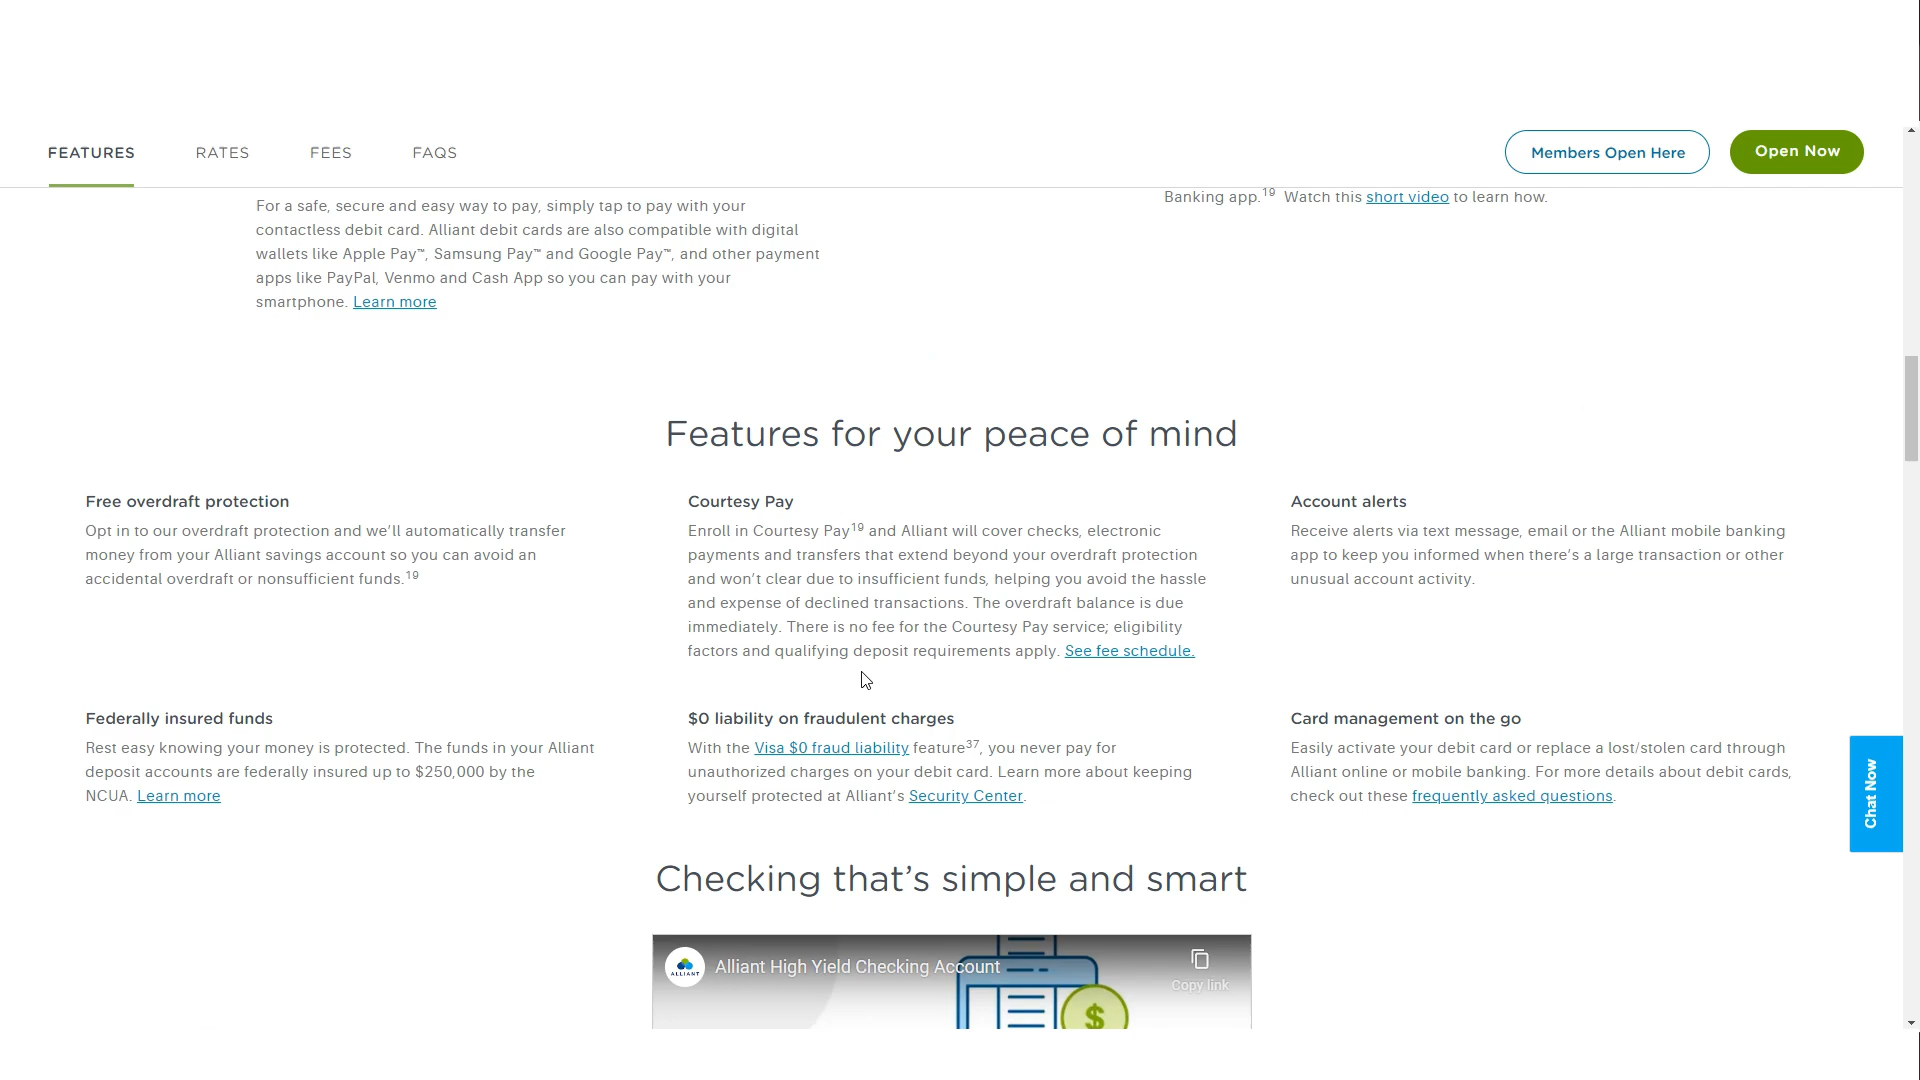 FEATURES
RATES
FEES
FAQS
Members Open Here
Open Now
For a safe, secure and easy way to pay, simply tap to pay with your
contactless debit card. Alliant debit cards are also compatible with digital
wallets like Apple Pay™, Samsung Pay™ and Google Pay™, and other payment
apps like PayPal, Venmo and Cash App so you can pay with your
smartphone. Learn more
Banking app.19 Watch this short video to learn how.
Features for your peace of mind
Free overdraft protection
Opt in to our overdraft protection and we’ll automatically transfer
money from your Alliant savings account so you can avoid an
accidental overdraft or nonsufficient funds.19
Courtesy Pay
Enroll in Courtesy Pay19 and Alliant will cover checks, electronic
payments and transfers that extend beyond your overdraft protection
and won’t clear due to insufficient funds, helping you avoid the hassle
and expense of declined transactions. The overdraft balance is due
immediately. There is no fee for the Courtesy Pay service; eligibility
factors and qualifying deposit requirements apply. See fee schedule.
Account alerts
Receive alerts via text message, email or the Alliant mobile banking
app to keep you informed when there’s a large transaction or other
unusual account activity.
Federally insured funds
Rest easy knowing your money is protected. The funds in your Alliant
deposit accounts are federally insured up to $250,000 by the
NCUA. Learn more
$0 liability on fraudulent charges
With the Visa $0 fraud liability feature37, you never pay for
unauthorized charges on your debit card. Learn more about keeping
yourself protected at Alliant’s Security Center.
Card management on the go
Easily activate your debit card or replace a lost/stolen card through
Alliant online or mobile banking. For more details about debit cards,
check out these frequently asked questions.
Chat Now
Checking that’s simple and smart
ALLIANT
Alliant High Yield Checking Account
Copy link
$